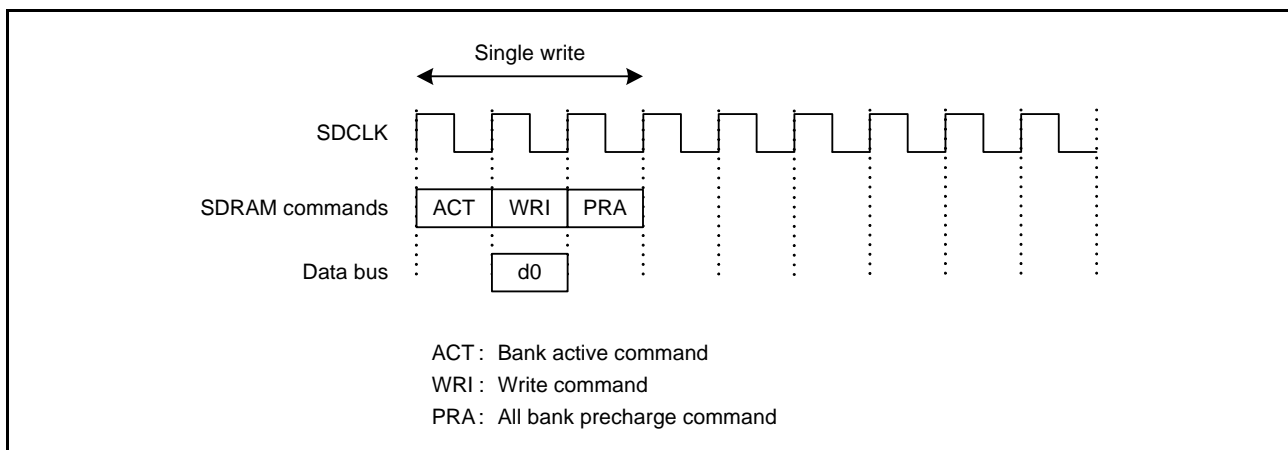 Single write
SDCLK
SDRAM commands ACT WRI PRA
Data bus d0
ACT : Bank active command
WRI : Write command
PRA : All bank precharge command